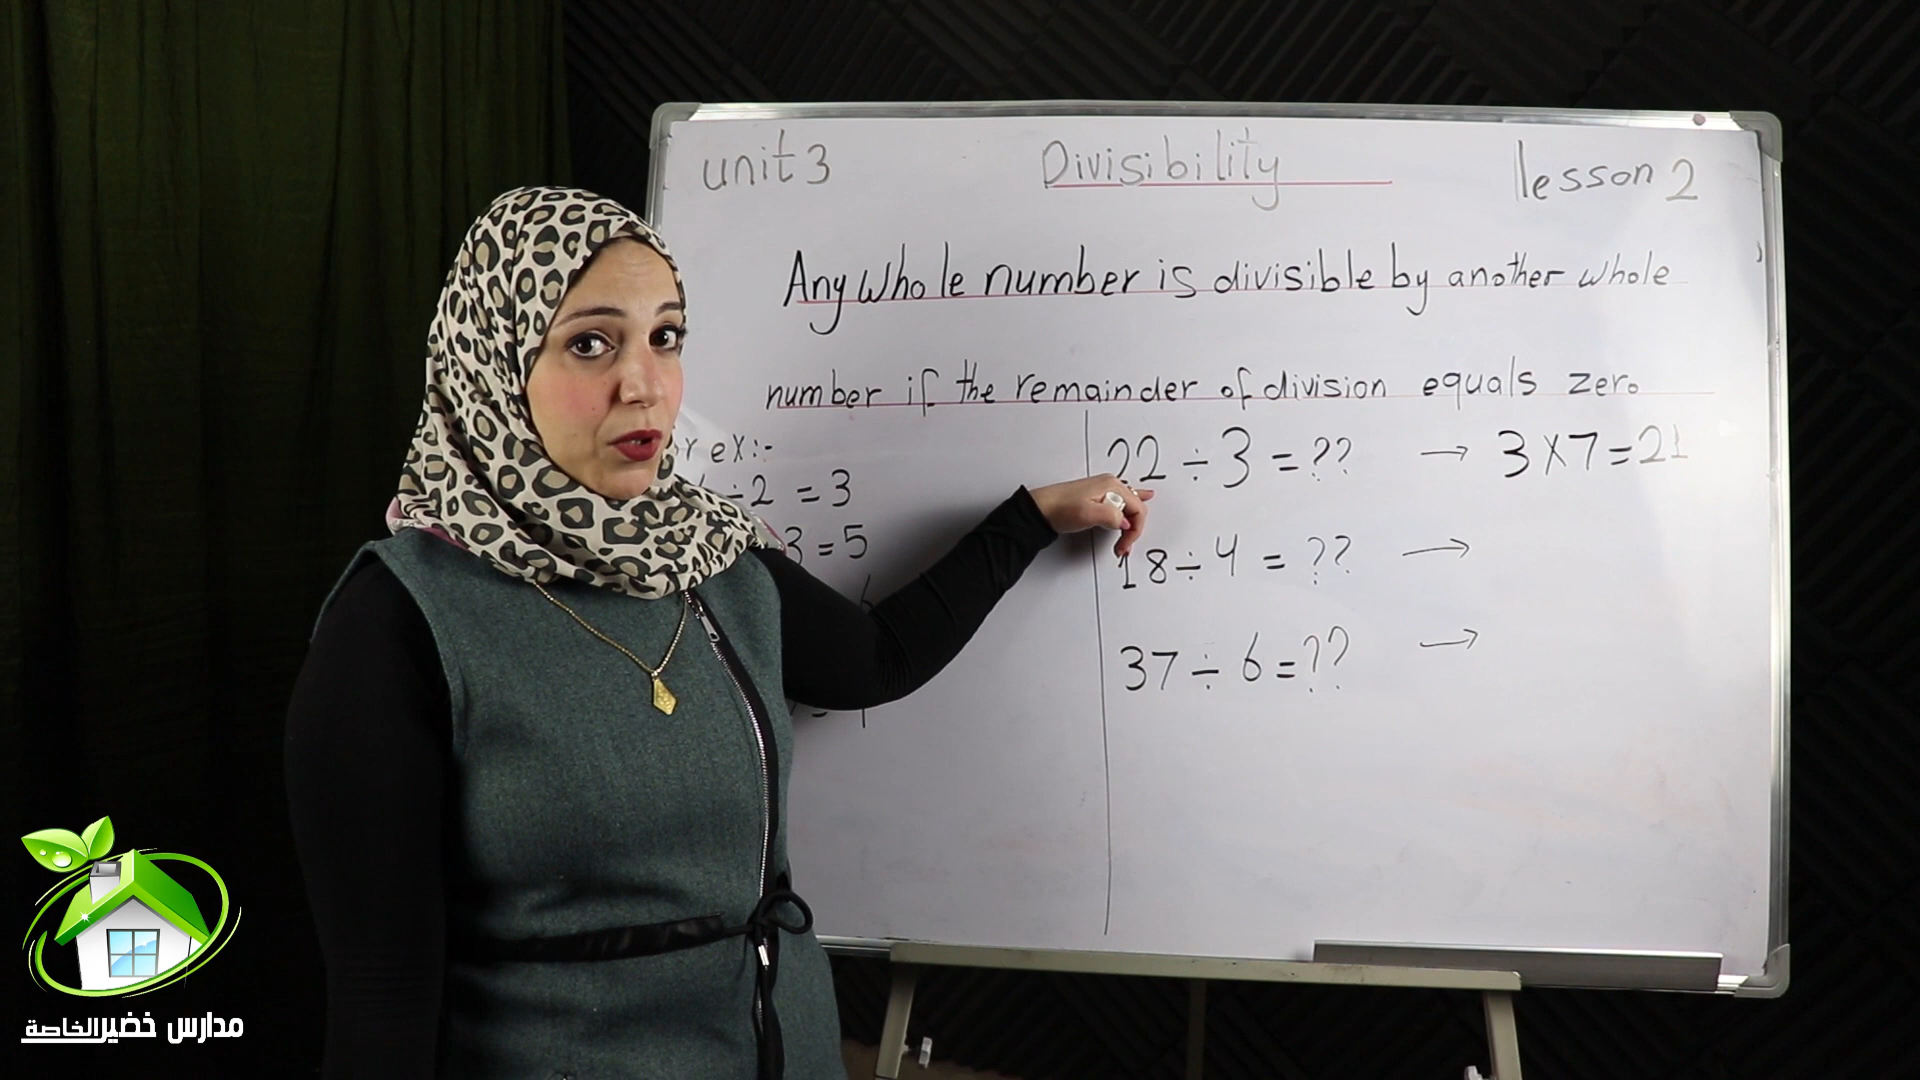 unit 3 Divisibility lesson 2
Any whole number is divisible by another whole
number if the remainder of division equals zero
ex:-
÷2 = 3
3 = 5
22 ÷ 3 = ?? → 3 X 7 = 21
18 ÷ 4 = ?? →
37 ÷ 6 = ?? →
مدارس خضير الخاصة